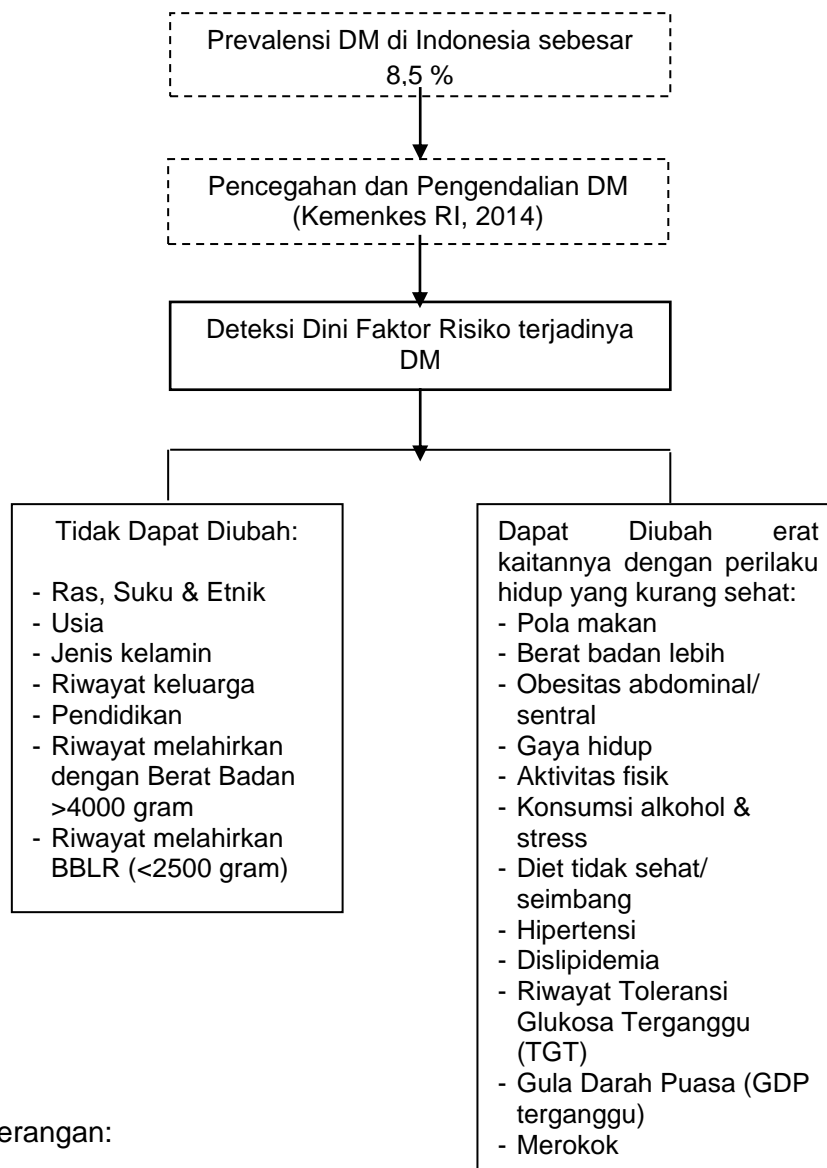 Prevalensi DM di Indonesia sebesar
8,5 %
Pencegahan dan Pengendalian DM
(Kemenkes RI, 2014)
Deteksi Dini Faktor Risiko terjadinya
DM
Tidak Dapat Diubah:
- Ras, Suku & Etnik
- Usia
- Jenis kelamin
- Riwayat keluarga
- Pendidikan
- Riwayat melahirkan
dengan Berat Badan
>4000 gram
- Riwayat melahirkan
BBLR (<2500 gram)
Dapat Diubah erat
kaitannya dengan perilaku
hidup yang kurang sehat:
- Pola makan
- Berat badan lebih
- Obesitas abdominal/
sentral
- Gaya hidup
- Aktivitas fisik
- Konsumsi alkohol &
stress
- Diet tidak sehat/
seimbang
- Hipertensi
- Dislipidemia
- Riwayat Toleransi
Glukosa Terganggu
(TGT)
- Gula Darah Puasa (GDP
terganggu)
- Merokok
erangan: